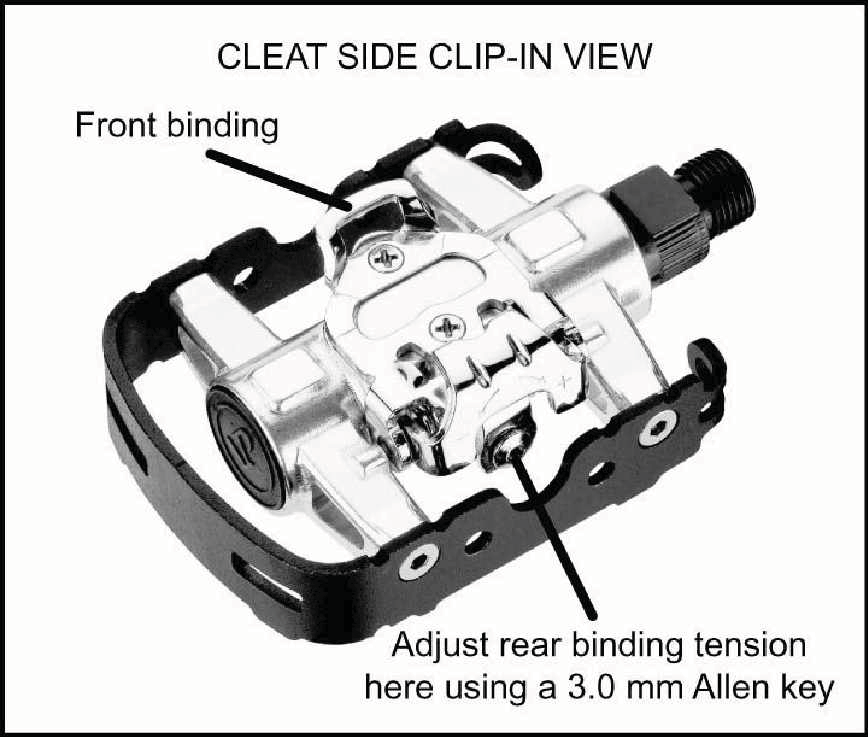 CLEAT SIDE CLIP-IN VIEW
Front binding
Adjust rear binding tension
here using a 3.0 mm Allen key